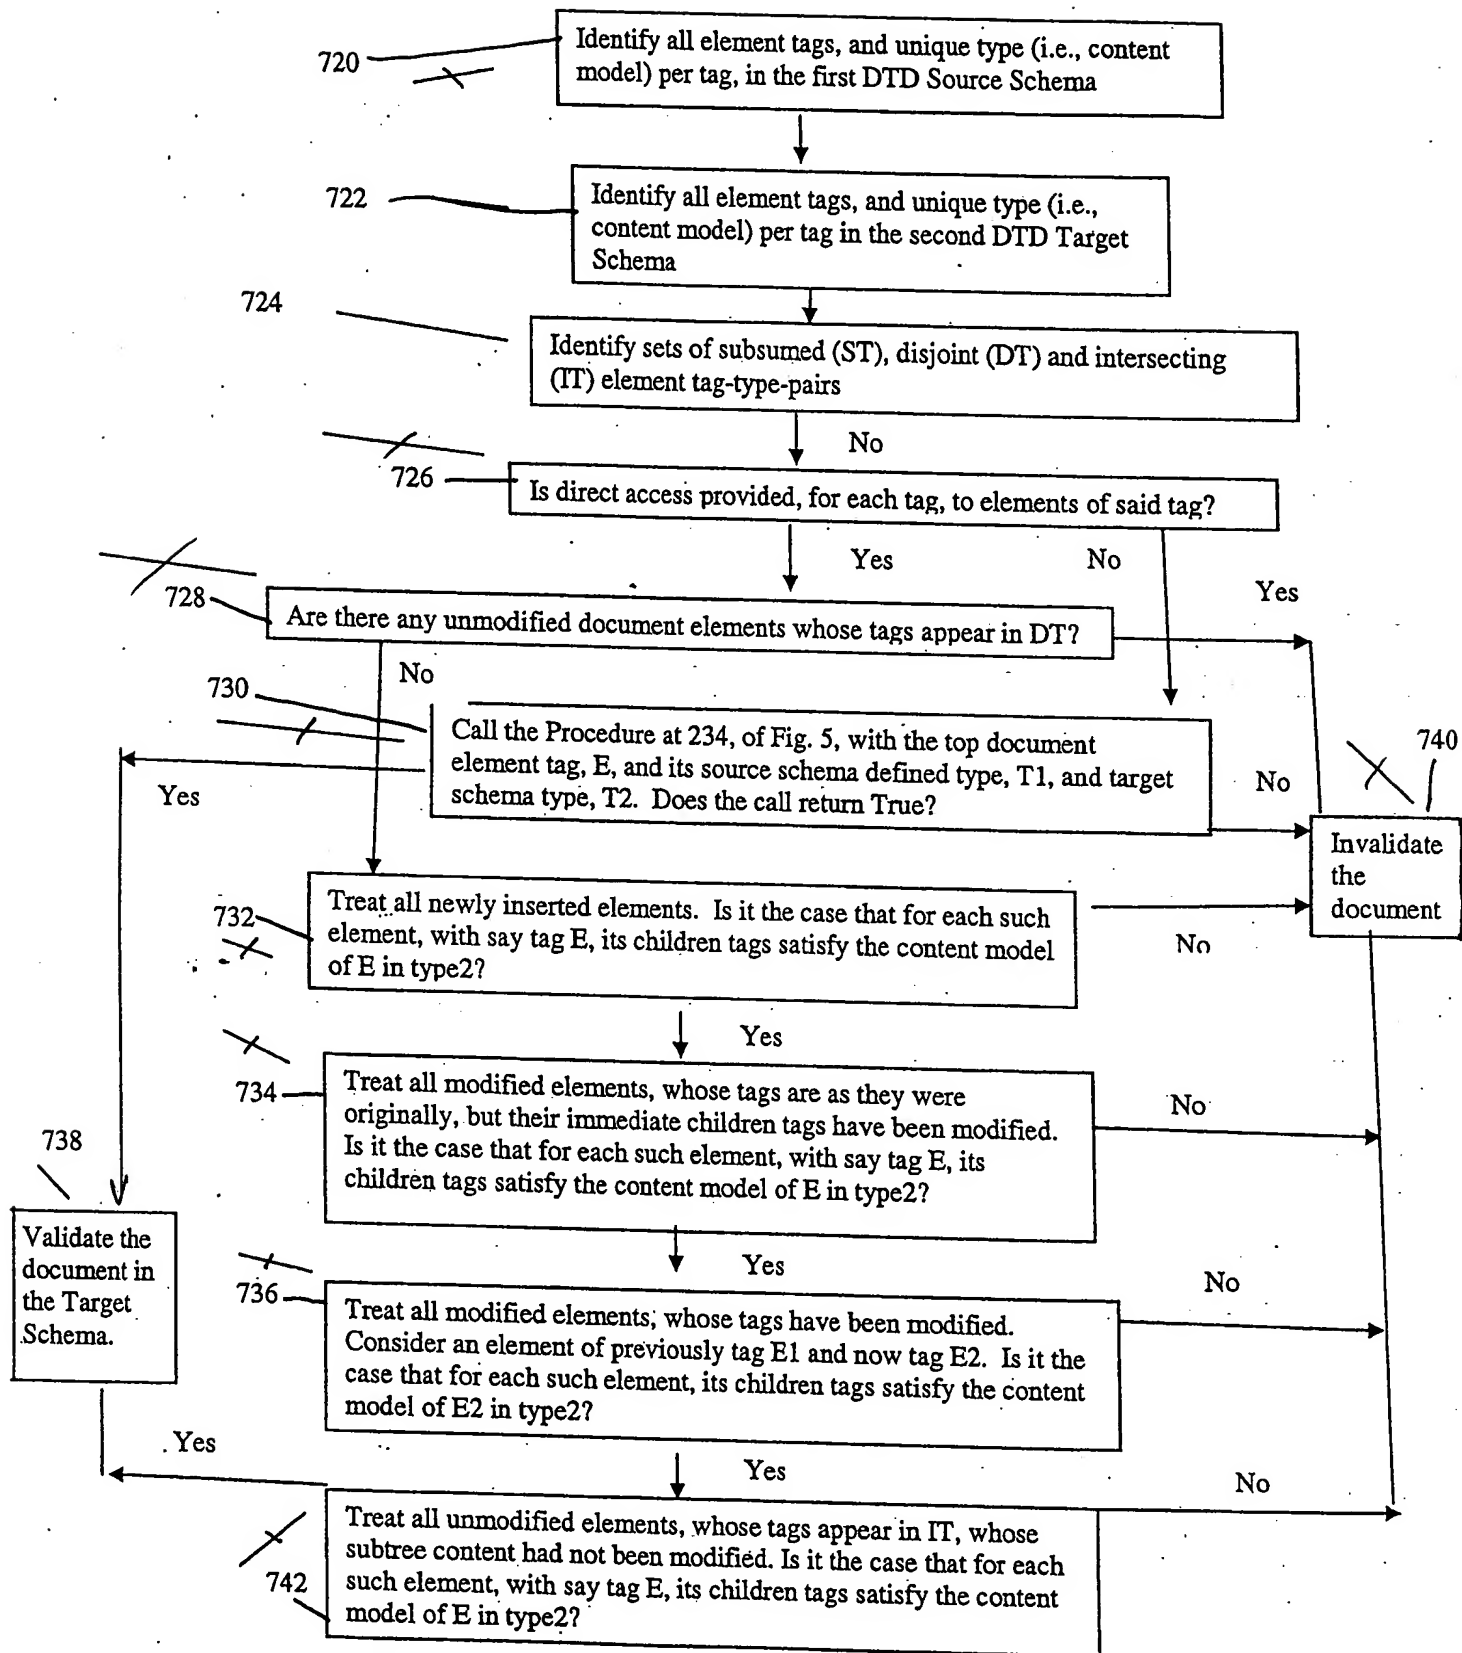 720
Identify all element tags, and unique type (i.e., content
model) per tag, in the first DTD Source Schema
722
Identify all element tags, and unique type (i.e.,
content model) per tag in the second DTD Target
Schema
724
Identify sets of subsumed (ST), disjoint (DT) and intersecting
(IT) element tag-type-pairs
No
726
Is direct access provided, for each tag, to elements of said tag?
Yes
No
Yes
728
Are there any unmodified document elements whose tags appear in DT?
No
730
Call the Procedure at 234, of Fig. 5, with the top document
element tag, E, and its source schema defined type, T1, and target
schema type, T2. Does the call return True?
Yes
No
740
Invalidate
the
document
732
Treat all newly inserted elements. Is it the case that for each such
element, with say tag E, its children tags satisfy the content model
of E in type2?
No
Yes
734
Treat all modified elements, whose tags are as they were
originally, but their immediate children tags have been modified.
Is it the case that for each such element, with say tag E, its
children tags satisfy the content model of E in type2?
No
738
Validate the
document in
the Target
Schema.
Yes
736
Treat all modified elements, whose tags have been modified.
Consider an element of previously tag E1 and now tag E2. Is it the
case that for each such element, its children tags satisfy the content
model of E2 in type2?
No
Yes
Yes
No
742
Treat all unmodified elements, whose tags appear in IT, whose
subtree content had not been modified. Is it the case that for each
such element, with say tag E, its children tags satisfy the content
model of E in type2?